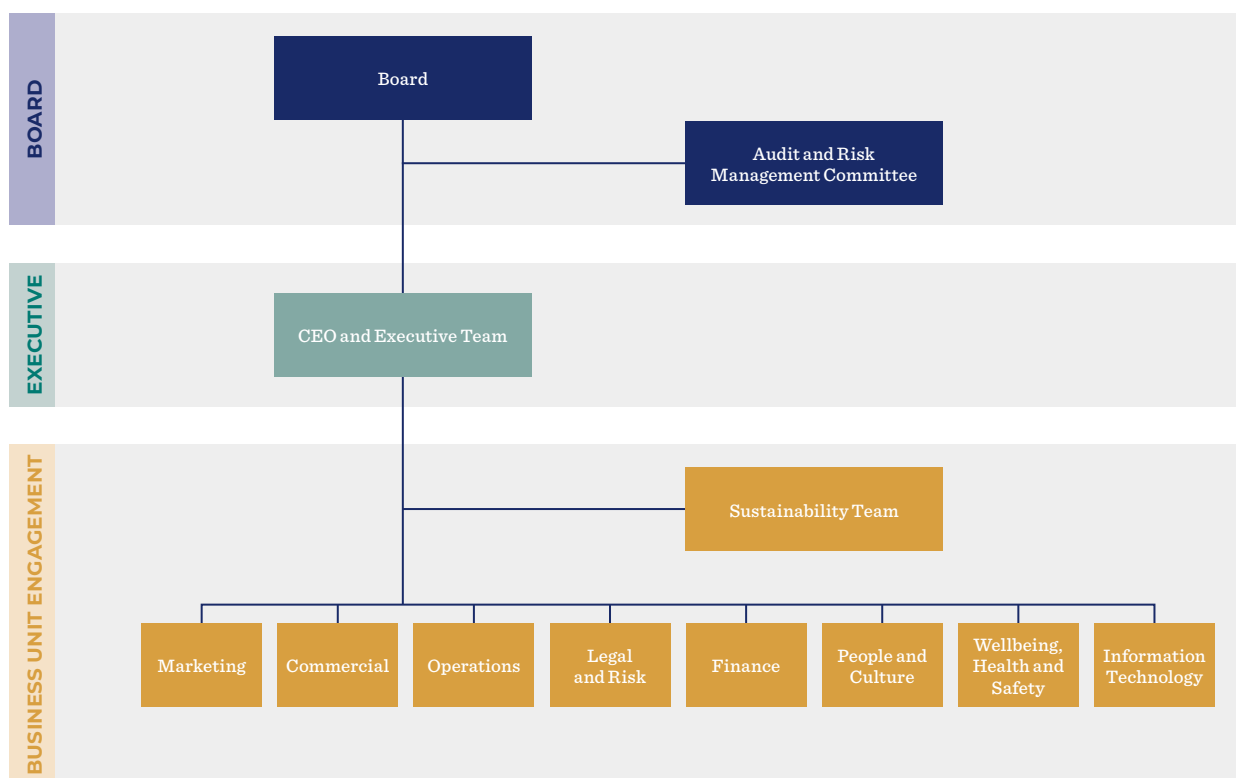 BOARD
Board
Audit and Risk
Management Committee
EXECUTIVE
CEO and Executive Team
BUSINESS UNIT ENGAGEMENT
Sustainability Team
Marketing
Commercial
Operations
Legal
and Risk
Finance
People and
Culture
Wellbeing,
Health and
Safety
Information
Technology